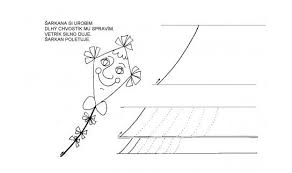 ŠARKANA SI UROBÍM
DLHÝ CHVOSTÍK MU SPRAVÍM.
VETRÍK SILNO DUJE,
ŠARKAN POLETUJE.